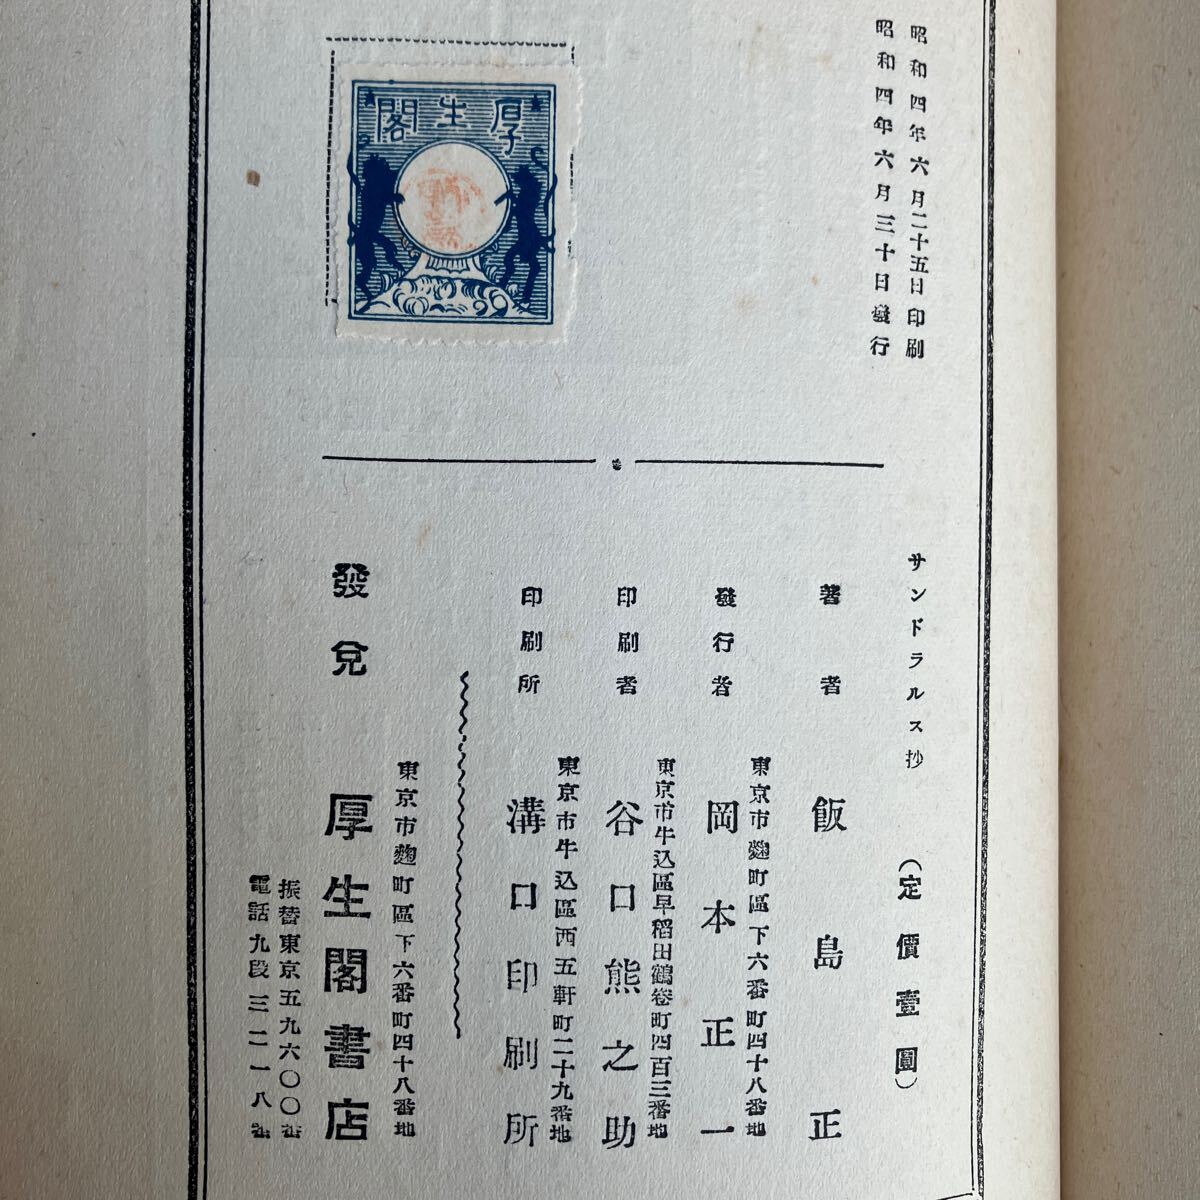 昭和四年六月二十五日印刷
昭和四年六月三十日發行
厚生閣
サンドラルス抄
(定價壹圓)
著者 飯島正
東京市麴町區下六番町四十八番地
發行者 岡本正一
東京市牛込區早稻田鶴卷町四百三番地
印刷者 谷口熊之助
東京市牛込區西五軒町二十九番地
印刷所 溝口印刷所
東京市麴町區下六番町四十八番地
發兌 厚生閣書店
振替東京五九六〇〇番
電話九段三二一八番